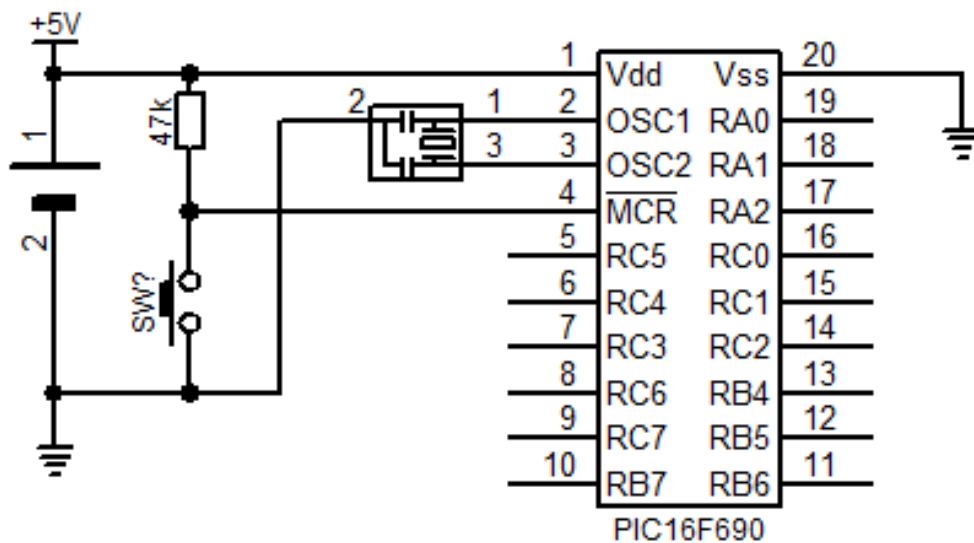 +5V
1
2
47k
SW?
2
1
3
1 Vdd Vss 20
2 OSC1 RA0 19
3 OSC2 RA1 18
4 MCR RA2 17
5 RC5 RC0 16
6 RC4 RC1 15
7 RC3 RC2 14
8 RC6 RB4 13
9 RC7 RB5 12
10 RB7 RB6 11
PIC16F690